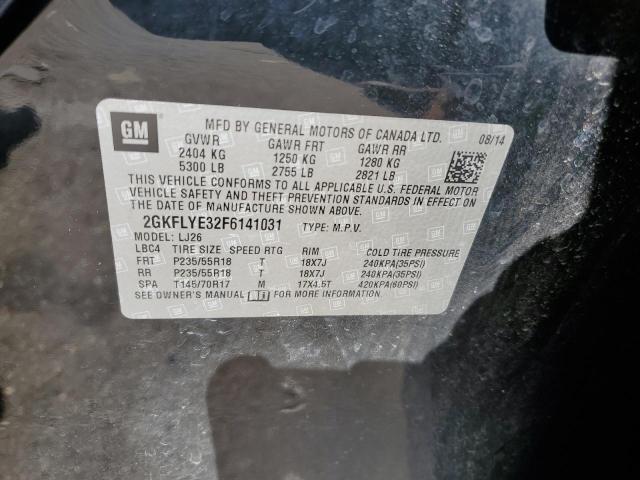 GM
MFD BY GENERAL MOTORS OF CANADA LTD.
08/14
GVWR GAWR FRT GAWR RR
2404 KG 1250 KG 1280 KG
5300 LB 2755 LB 2821 LB
THIS VEHICLE CONFORMS TO ALL APPLICABLE U.S. FEDERAL MOTOR
VEHICLE SAFETY AND THEFT PREVENTION STANDARDS IN EFFECT ON
THE DATE OF MANUFACTURE SHOWN ABOVE.
2GKFLYE32F6141031 TYPE: M.P.V.
MODEL: LJ26
LBC4 TIRE SIZE SPEED RTG RIM COLD TIRE PRESSURE
FRT P235/55R18 T 18X7J 240KPA(35PSI)
RR P235/55R18 T 18X7J 240KPA(35PSI)
SPA T145/70R17 M 17X4.5T 420KPA(60PSI)
SEE OWNER'S MANUAL FOR MORE INFORMATION.